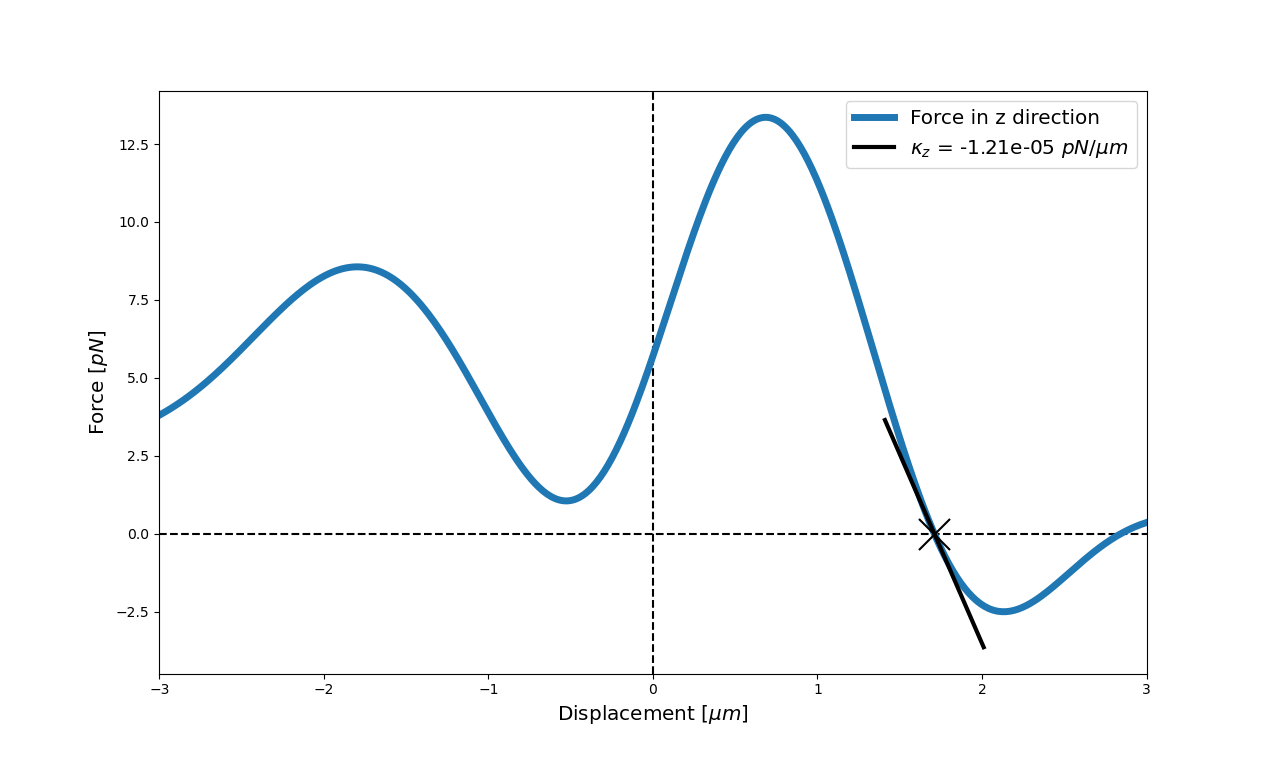 Force in z direction
κz = -1.21e-05 pN/μm
12.5
10.0
7.5
5.0
2.5
0.0
−2.5
Force [pN]
−3 −2 −1 0 1 2 3
Displacement [μm]